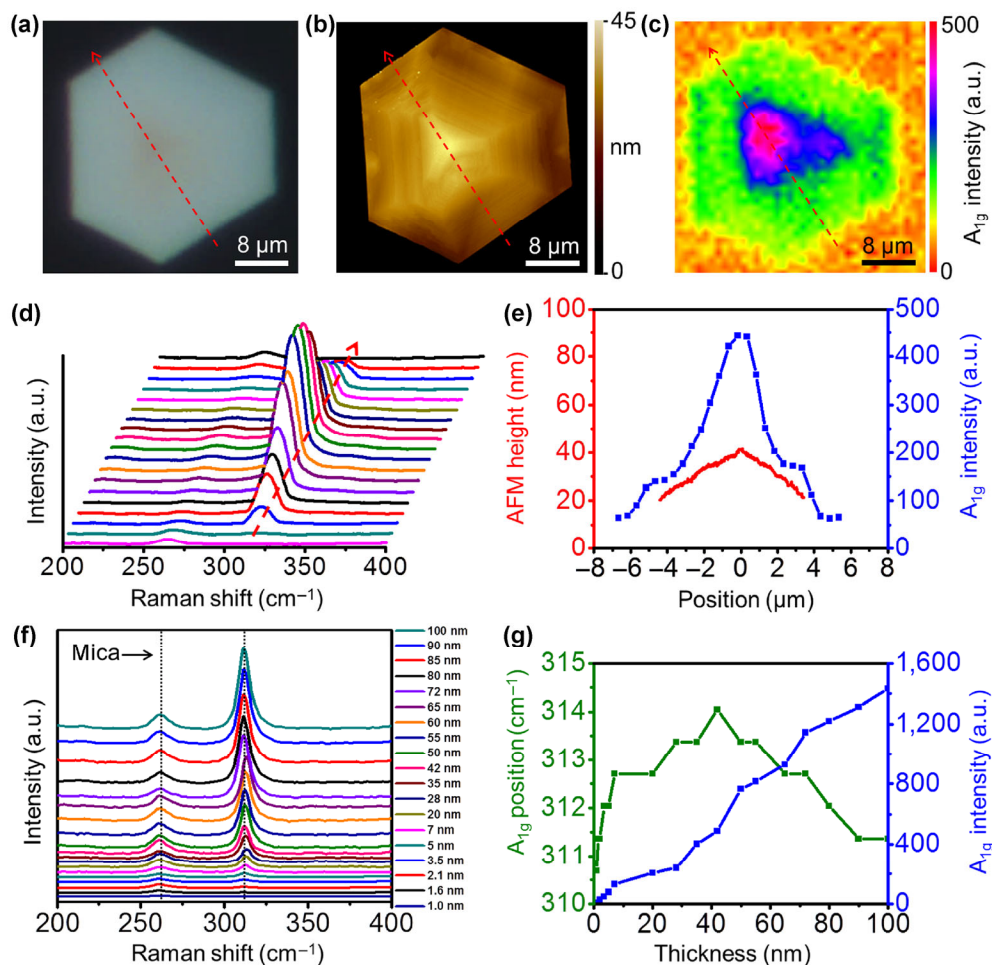 (a)
8 µm
(b)
8 µm
45
nm
0
(c)
8 µm
500
A1g intensity (a.u.)
0
(d)
Intensity (a.u.)
200 250 300 350 400
Raman shift (cm−1)
(e)
100
80
60
40
20
0
AFM height (nm)
500
400
300
200
100
0
A1g intensity (a.u.)
−8 −6 −4 −2 0 2 4 6 8
Position (µm)
(f)
Mica
Intensity (a.u.)
100 nm
90 nm
85 nm
80 nm
72 nm
65 nm
60 nm
55 nm
50 nm
42 nm
35 nm
28 nm
20 nm
7 nm
5 nm
3.5 nm
2.1 nm
1.6 nm
1.0 nm
200 250 300 350 400
Raman shift (cm−1)
(g)
315
314
313
312
311
310
A1g position (cm−1)
1,600
1,200
800
400
0
A1g intensity (a.u.)
0 20 40 60 80 100
Thickness (nm)